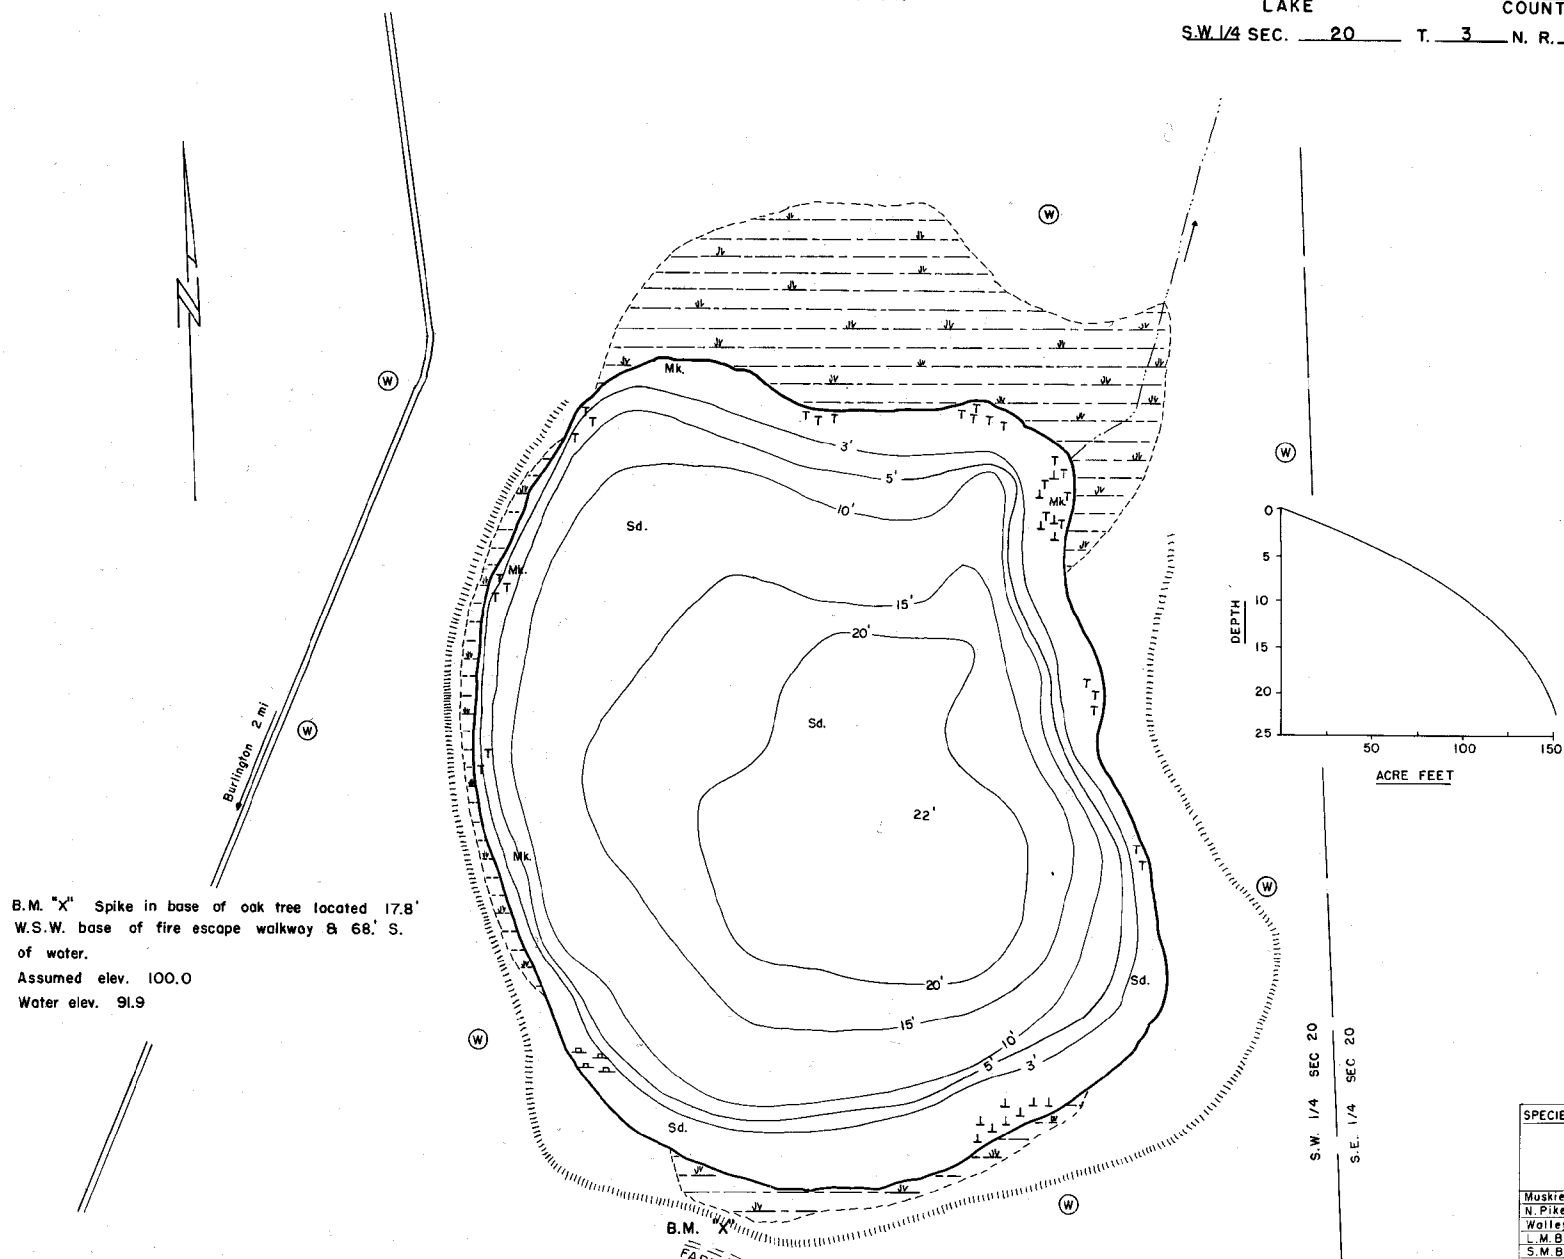 LAKE COUNT
S.W. 1/4 SEC. 20 T. 3 N. R.
W
N
Mk.
W
T T
T
T T T
T T T T T
3'
5'
10'
Sd.
Mk.
Mk.
W
0
5
10
15
20
25
DEPTH
50 100 150
ACRE FEET
15'
20'
Sd.
22'
Burlington 2 mi
W
W
Mk.
B.M. "X" Spike in base of oak tree located 17.8'
W.S.W. base of fire escape walkway & 68.' S.
of water.
Assumed elev. 100.0
Water elev. 91.9
20'
15'
10'
5'
3'
Sd.
Sd.
W
W
S.W. 1/4 SEC 20
S.E. 1/4 SEC 20
B.M. "X"
SPECIE
Muskie
N. Pike
Walley
L.M.B
S.M.B